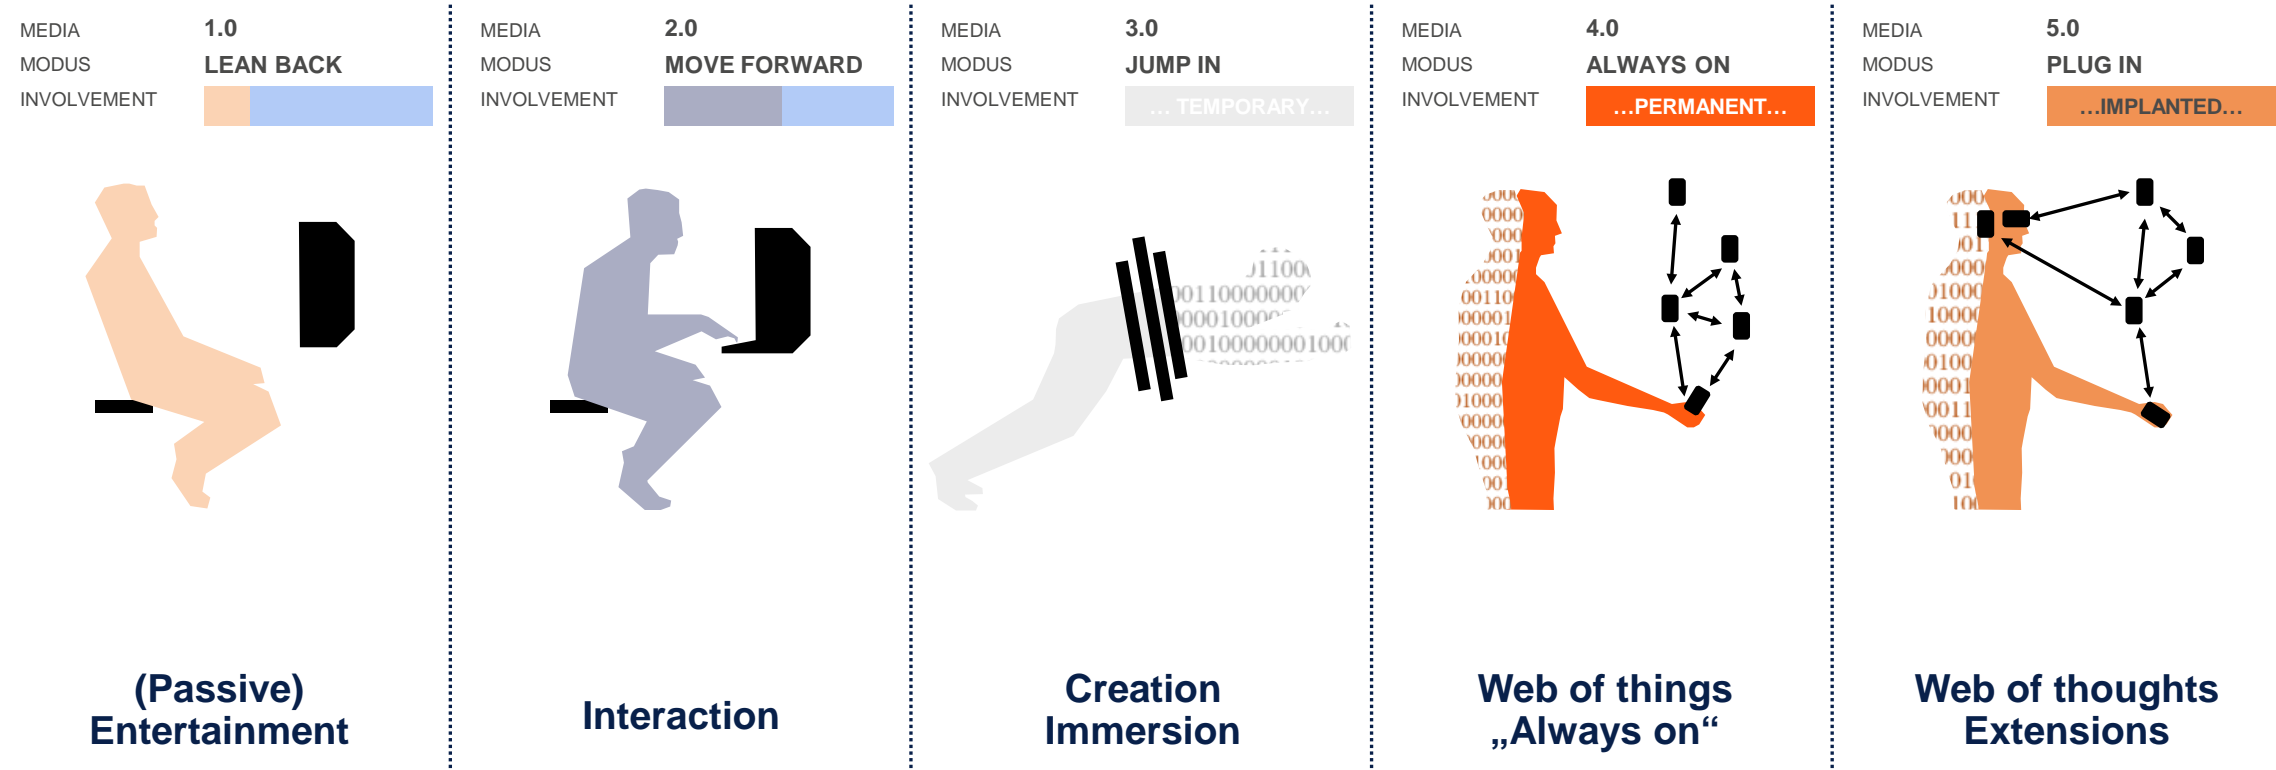 MEDIA 1.0
MODUS LEAN BACK
INVOLVEMENT
(Passive)
Entertainment
MEDIA 2.0
MODUS MOVE FORWARD
INVOLVEMENT
Interaction
MEDIA 3.0
MODUS JUMP IN
INVOLVEMENT … TEMPORARY…
Creation
Immersion
MEDIA 4.0
MODUS ALWAYS ON
INVOLVEMENT …PERMANENT…
Web of things
„Always on“
MEDIA 5.0
MODUS PLUG IN
INVOLVEMENT …IMPLANTED…
Web of thoughts
Extensions